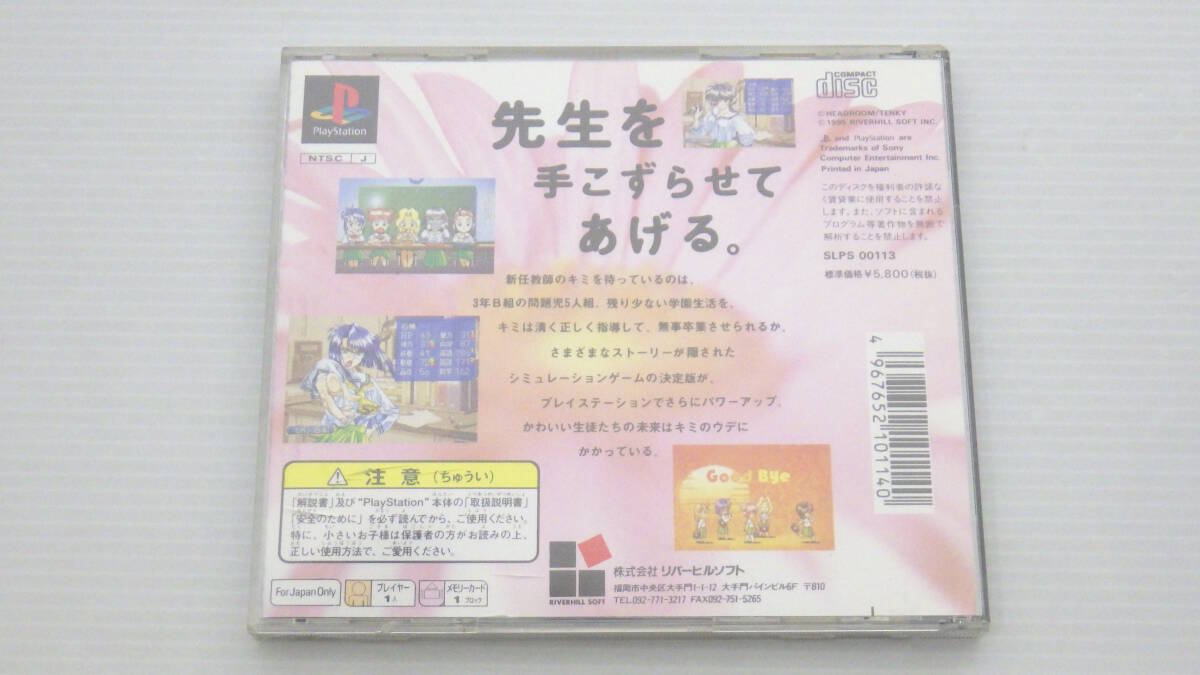 PlayStation
NTSC J
先生を
手こずらせて
あげる。
COMPACT
disc
©HEADROOM/TENKY
©1995 RIVERHILL SOFT INC.
and PlayStation are
Trademarks of Sony
Computer Entertainment Inc.
Printed in Japan
このディスクを権利者の許諾な
く賃貸業に使用することを禁止
します。また、ソフトに含まれる
プログラム等著作物を無断で
解析することを禁止します。
SLPS 00113
標準価格¥5,800(税抜)
新任教師のキミを待っているのは、
3年B組の問題児5人組。残り少ない学園生活を、
キミは清く正しく指導して、無事卒業させられるか。
さまざまなストーリーが隠された
シミュレーションゲームの決定版が、
プレイステーションでさらにパワーアップ。
かわいい生徒たちの未来はキミのウデに
かかっている。
4967652101140
Good Bye
注意(ちゅうい)
「解説書」及び“PlayStation”本体の「取扱説明書」
「安全のために」を必ず読んでから、ご使用ください。
特に、小さいお子様は保護者の方がお読みの上、
正しい使用方法で、ご愛用ください。
For Japan Only
プレイヤー
1人
メモリーカード
1ブロック
RIVERHILL SOFT
株式会社 リバーヒルソフト
福岡市中央区大手門1-1-12 大手門パインビル6F 〒810
TEL.092-771-3217 FAX092-751-5265